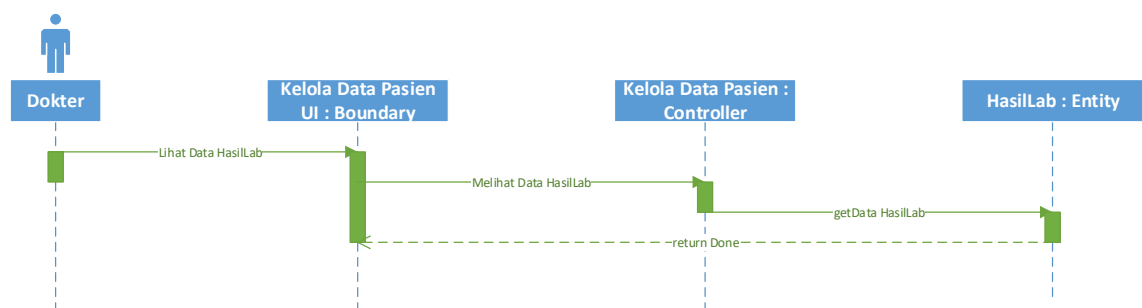 Dokter
Kelola Data Pasien
UI : Boundary
Kelola Data Pasien :
Controller
HasilLab : Entity
Lihat Data HasilLab
Melihat Data HasilLab
getData HasilLab
return Done